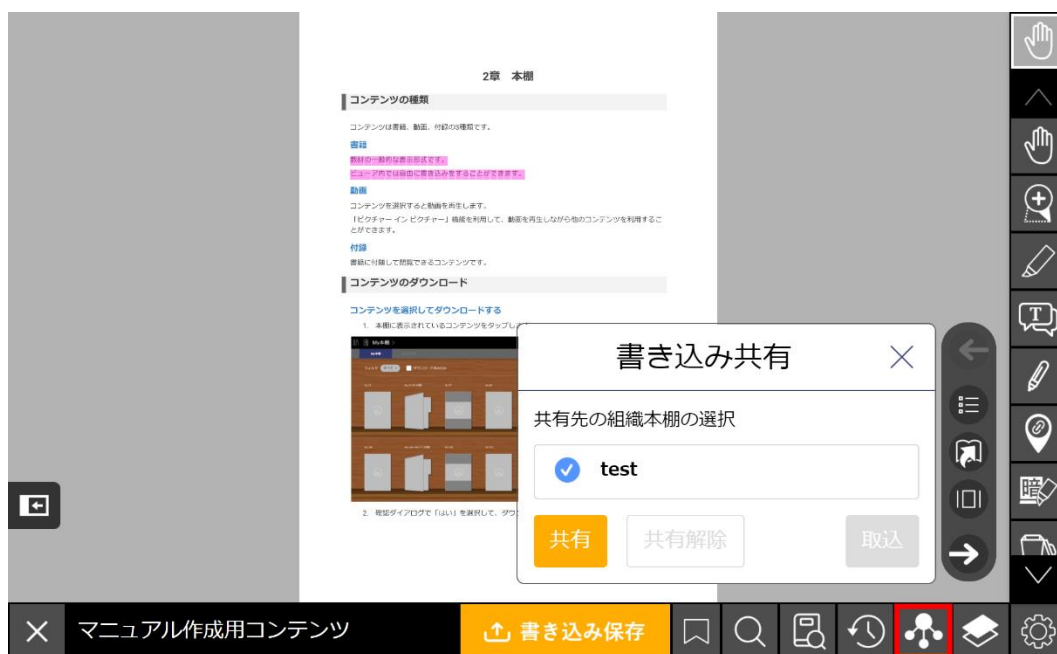 2章 本棚
コンテンツの種類
コンテンツは書籍、動画、付録の3種類です。
書籍
教材の一般的な表示形式です。
ビューア内では自由に書き込みをすることができます。
動画
コンテンツを選択すると動画を再生します。
「ピクチャー イン ピクチャー」機能を利用して、動画を再生しながら他のコンテンツを利用するこ
とができます。
付録
書籍に付随して閲覧できるコンテンツです。
コンテンツのダウンロード
コンテンツを選択してダウンロードする
1. 本棚に表示されているコンテンツをタップし
My本棚
2. 確認ダイアログで「はい」を選択して、ダウ
書き込み共有
共有先の組織本棚の選択
test
共有
共有解除
取込
T
暗
マニュアル作成用コンテンツ
書き込み保存